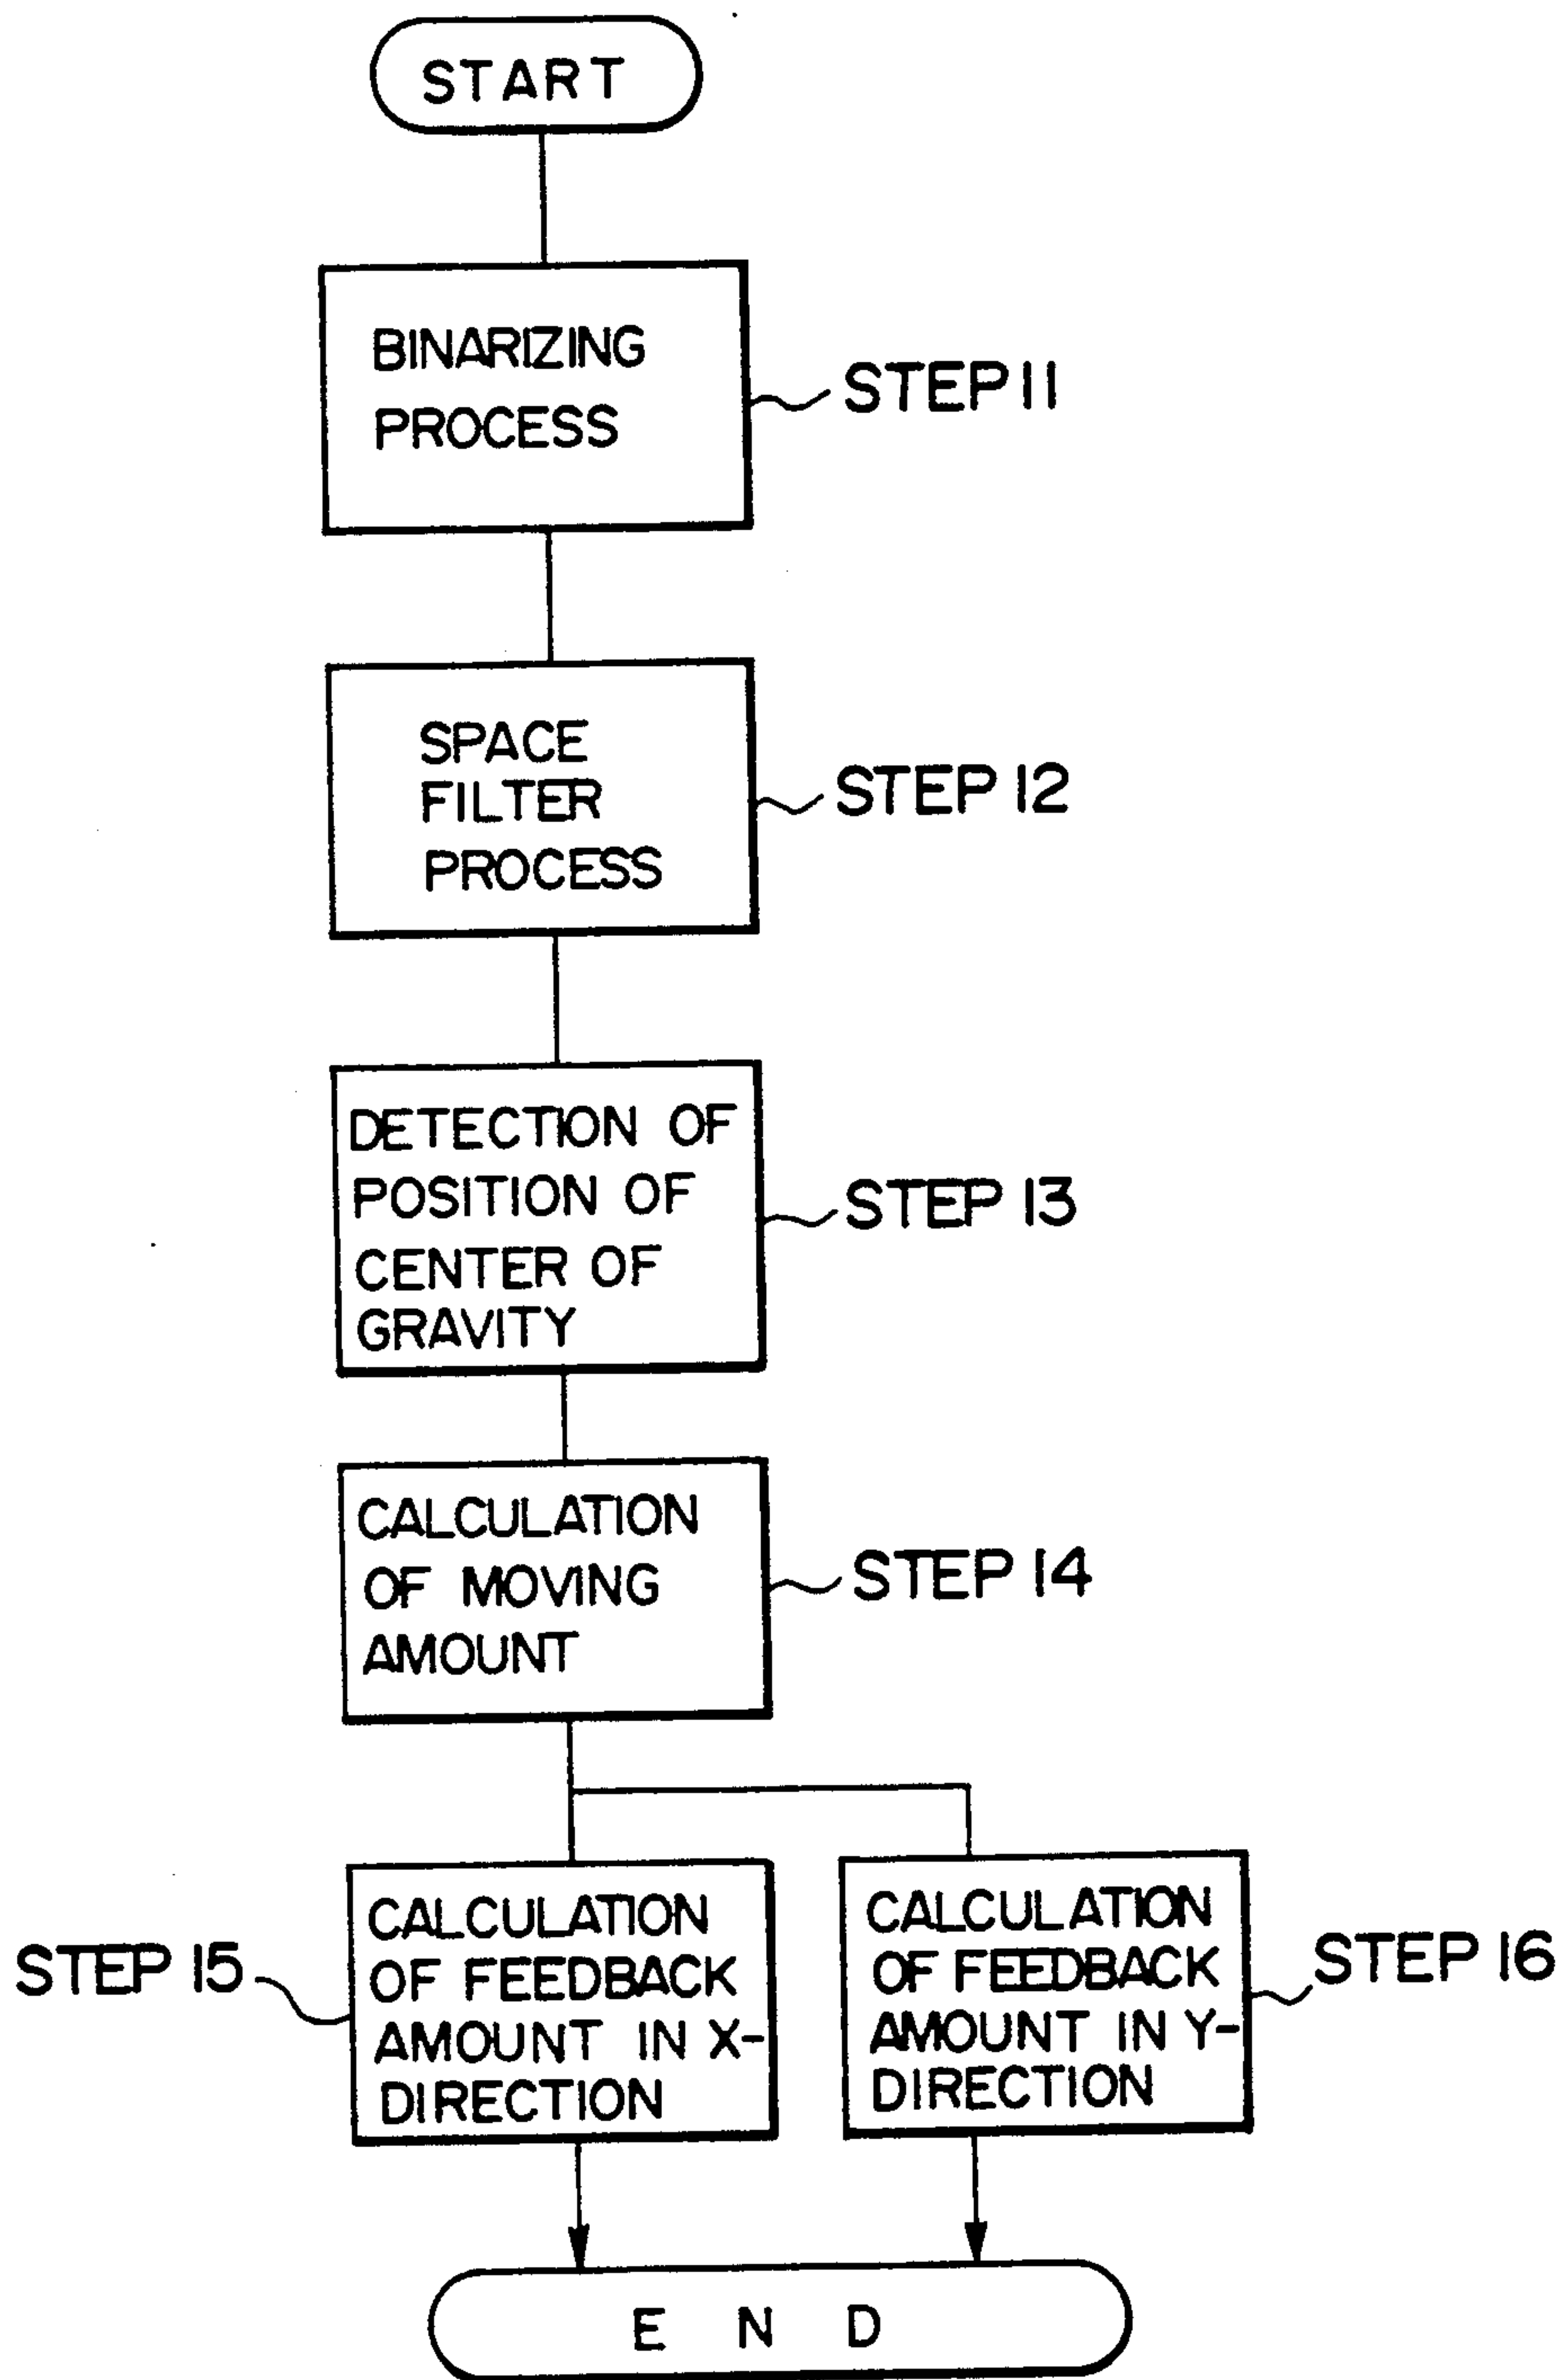 START
BINARIZING
PROCESS
STEP 11
SPACE
FILTER
PROCESS
STEP 12
DETECTION OF
POSITION OF
CENTER OF
GRAVITY
STEP 13
CALCULATION
OF MOVING
AMOUNT
STEP 14
CALCULATION
OF FEEDBACK
AMOUNT IN X-
DIRECTION
STEP 15
CALCULATION
OF FEEDBACK
AMOUNT IN Y-
DIRECTION
STEP 16
END